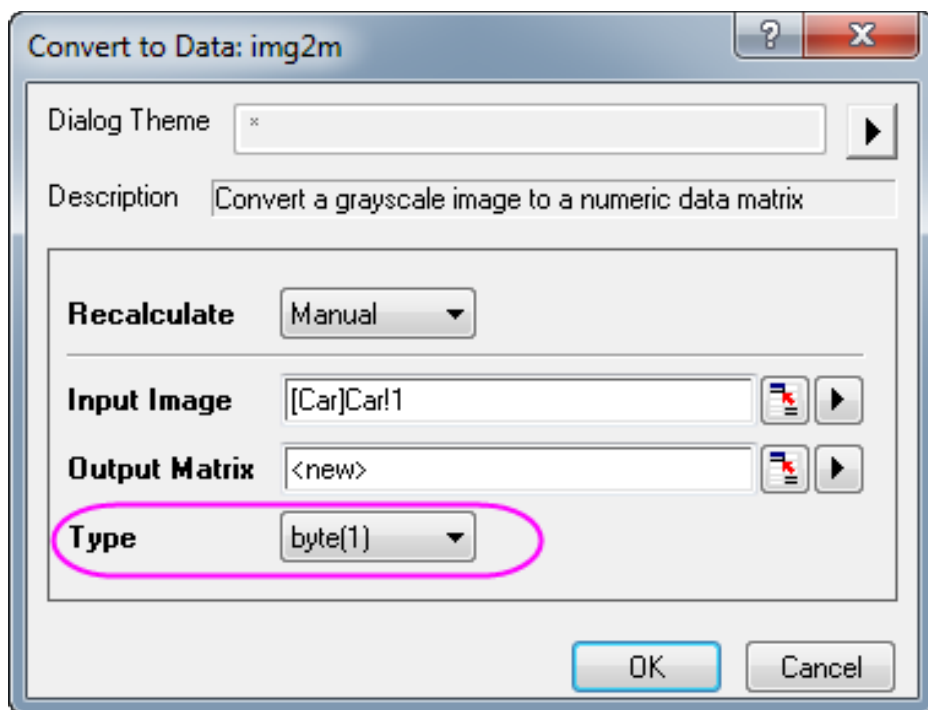 Convert to Data: img2m
?
Dialog Theme *
Description Convert a grayscale image to a numeric data matrix
Recalculate Manual
Input Image [Car]Car!1
Output Matrix <new>
Type byte(1)
OK Cancel